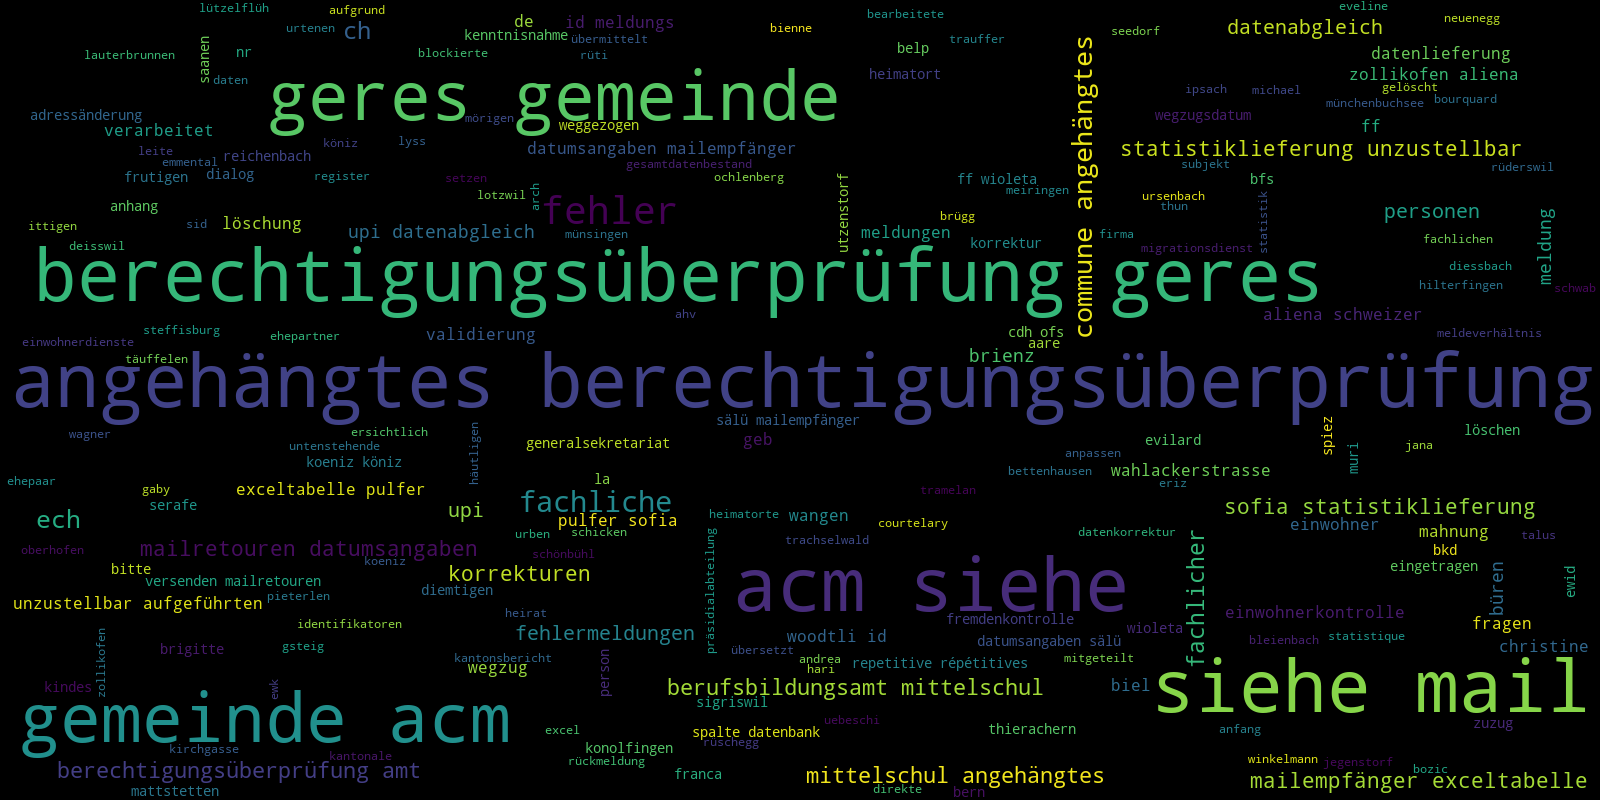 lützelflüh
aufgrund
de
id meldungs
bearbeitete
eveline
neuenegg
urtenen
ch
kenntnisnahme
übermittelt
bienne
trauffer
seedorf
datenabgleich
lauterbrunnen
saanen
nr
blockierte
rüti
belp
datenlieferung
daten
heimatort
zollikofen aliena
gelöscht
geres gemeinde
ipsach
michael
münchenbuchsee
bourquard
adressänderung
mörigen
weggezogen
wegzugsdatum
ff
verarbeitet
leite
köniz
lyss
datumsangaben mailempfänger
commune angehängtes
statistiklieferung unzustellbar
emmental
reichenbach
gesamtdatenbestand
subjekt
rüderswil
frutigen
dialog
register
setzen
ochlenberg
ff wioleta
meiringen
bfs
lotzwil
arch
utzenstorf
ursenbach
thun
statistik
anhang
fehler
brügg
personen
meldung
ittigen
sid
löschung
upi datenabgleich
münsingen
meldungen
korrektur
firma
migrationsdienst
fachlichen
deisswil
berechtigungsüberprüfung geres
diessbach
hilterfingen
schwab
ahv
aliena schweizer
steffisburg
ehepartner
validierung
cdh ofs
aare
meldeverhältnis
einwohnerdienste
täuffelen
brienz
angehängtes berechtigungsüberprüfung
sälü mailempfänger
wagner
ersichtlich
häutligen
generalsekretariat
geb
evilard
spiez
muri
jana
löschen
untenstehende
koeniz köniz
anpassen
bettenhausen
wahlackerstrasse
eriz
ehepaar
gaby
exceltabelle pulfer
la
tramelan
serafe
fachliche
upi
sofia statistiklieferung
ech
pulfer sofia
heimatorte
wangen
courtelary
einwohner
urben
schicken
präsidialabteilung
trachselwald
datenkorrektur
fachlicher
mahnung
talus
oberhofen
mailretouren datumsangaben
koeniz
schönbühl
bkd
bitte
versenden mailretouren
korrekturen
acm siehe
eingetragen
büren
ewid
unzustellbar aufgeführten
pieterlen
diemtigen
heirat
fremdenkontrolle
wioleta
einwohnerkontrolle
fragen
identifikatoren
fehlermeldungen
woodtli id
datumsangaben sälü
bleienbach
statistique
zollikofen
brigitte
gsteig
kantonsbericht
wegzug
person
übersetzt
andrea
hari
repetitive répétitives
mitgeteilt
christine
kindes
ewk
berufsbildungsamt mittelschul
biel
siehe mail
sigriswil
gemeinde acm
uebeschi
zuzug
excel
spalte datenbank
thierachern
anfang
kirchgasse
kantonale
konolfingen
rüschegg
rückmeldung
winkelmann
jegenstorf
bozic
berechtigungsüberprüfung amt
franca
mittelschul angehängtes
mailempfänger exceltabelle
mattstetten
direkte
bern